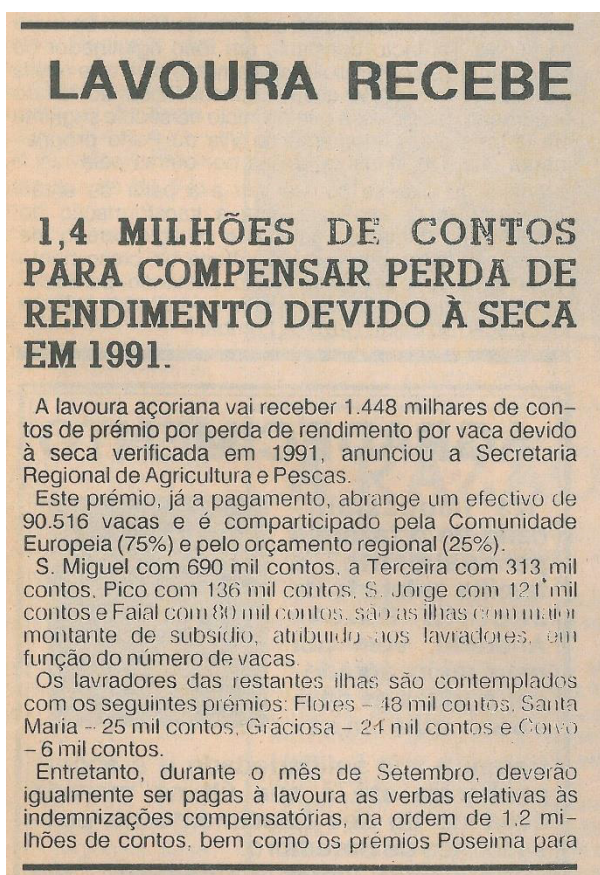 LAVOURA RECEBE
1,4 MILHÕES DE CONTOS
PARA COMPENSAR PERDA DE
RENDIMENTO DEVIDO À SECA
EM 1991.
A lavoura açoriana vai receber 1.448 milhares de con-
tos de prémio por perda de rendimento por vaca devido
à seca verificada em 1991, anunciou a Secretaria
Regional de Agricultura e Pescas.
Este prémio, já a pagamento, abrange um efectivo de
90.516 vacas e é comparticipado pela Comunidade
Europeia (75%) e pelo orçamento regional (25%).
S. Miguel com 690 mil contos, a Terceira com 313 mil
contos, Pico com 136 mil contos, S. Jorge com 121 mil
contos e Faial com 80 mil contos, são as ilhas com maior
montante de subsídio, atribuido aos lavradores, em
função do número de vacas.
Os lavradores das restantes ilhas são contemplados
com os seguintes prémios: Flores – 48 mil contos, Santa
Maria – 25 mil contos, Graciosa – 24 mil contos e Corvo
– 6 mil contos.
Entretanto, durante o mês de Setembro, deverão
igualmente ser pagas à lavoura as verbas relativas às
indemnizações compensatórias, na ordem de 1,2 mi-
lhões de contos, bem como os prémios Poseima para